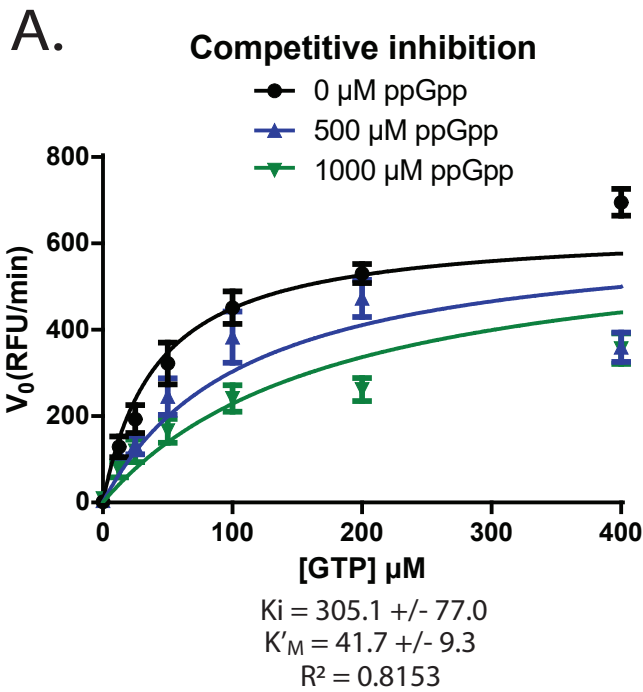 A.
Competitive inhibition
0 µM ppGpp
500 µM ppGpp
1000 µM ppGpp
800
600
400
200
0
V0(RFU/min)
0 100 200 300 400
[GTP] µM
Ki = 305.1 +/- 77.0
K'M = 41.7 +/- 9.3
R² = 0.8153